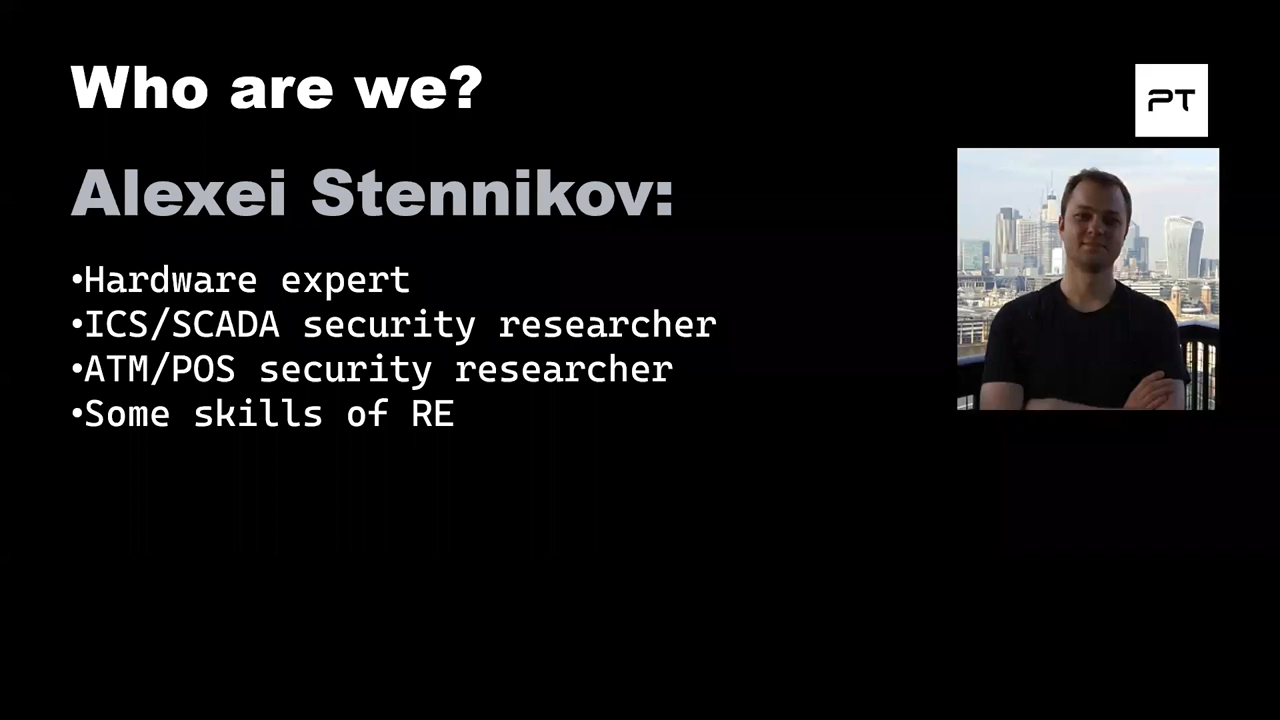 Who are we?
PT
Alexei Stennikov:
•Hardware expert
•ICS/SCADA security researcher
•ATM/POS security researcher
•Some skills of RE